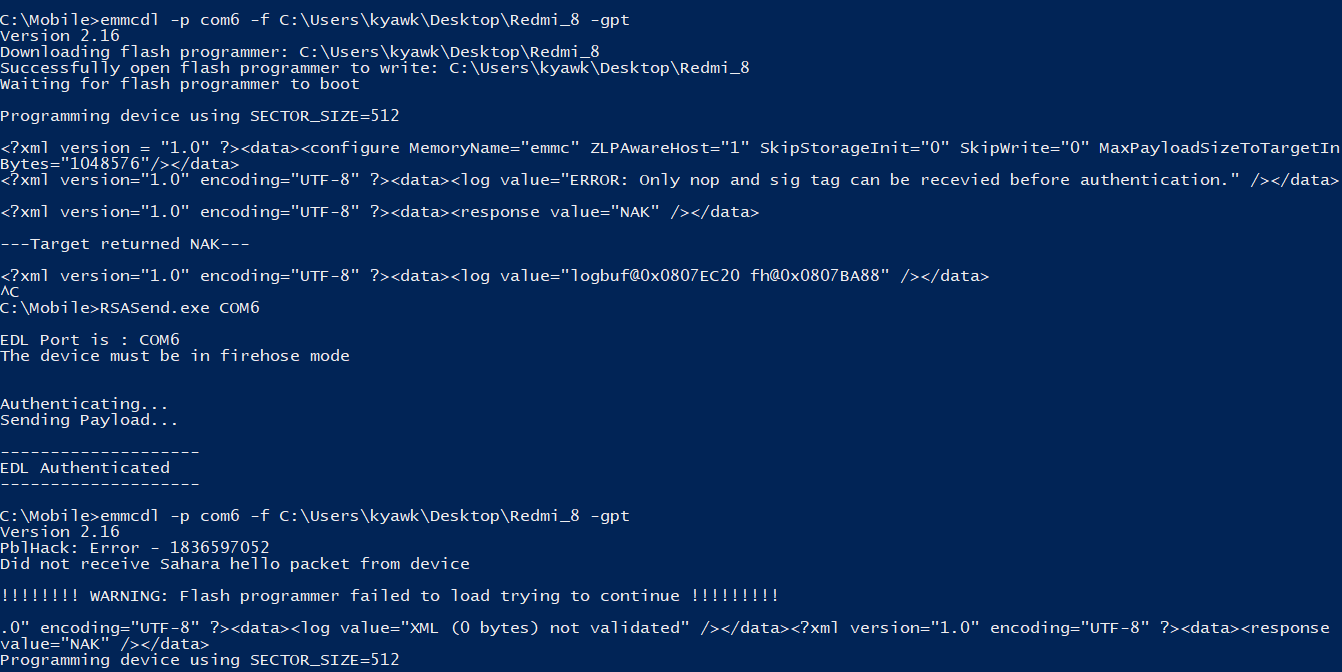 C:\Mobile>emmcdl -p com6 -f C:\Users\kyawk\Desktop\Redmi_8 -gpt
Version 2.16
Downloading flash programmer: C:\Users\kyawk\Desktop\Redmi_8
Successfully open flash programmer to write: C:\Users\kyawk\Desktop\Redmi_8
Waiting for flash programmer to boot
Programming device using SECTOR_SIZE=512
<?xml version = "1.0" ?><data><configure MemoryName="emmc" ZLPAwareHost="1" SkipStorageInit="0" SkipWrite="0" MaxPayloadSizeToTargetIn
Bytes="1048576"/></data>
<?xml version="1.0" encoding="UTF-8" ?><data><log value="ERROR: Only nop and sig tag can be recevied before authentication." /></data>
<?xml version="1.0" encoding="UTF-8" ?><data><response value="NAK" /></data>
---Target returned NAK---
<?xml version="1.0" encoding="UTF-8" ?><data><log value="logbuf@0x0807EC20 fh@0x0807BA88" /></data>
^C
C:\Mobile>RSASend.exe COM6
EDL Port is : COM6
The device must be in firehose mode
Authenticating...
Sending Payload...
--------------------
EDL Authenticated
--------------------
C:\Mobile>emmcdl -p com6 -f C:\Users\kyawk\Desktop\Redmi_8 -gpt
Version 2.16
PblHack: Error - 1836597052
Did not receive Sahara hello packet from device
!!!!!!!! WARNING: Flash programmer failed to load trying to continue !!!!!!!!!
.0" encoding="UTF-8" ?><data><log value="XML (0 bytes) not validated" /></data><?xml version="1.0" encoding="UTF-8" ?><data><response
value="NAK" /></data>
Programming device using SECTOR_SIZE=512